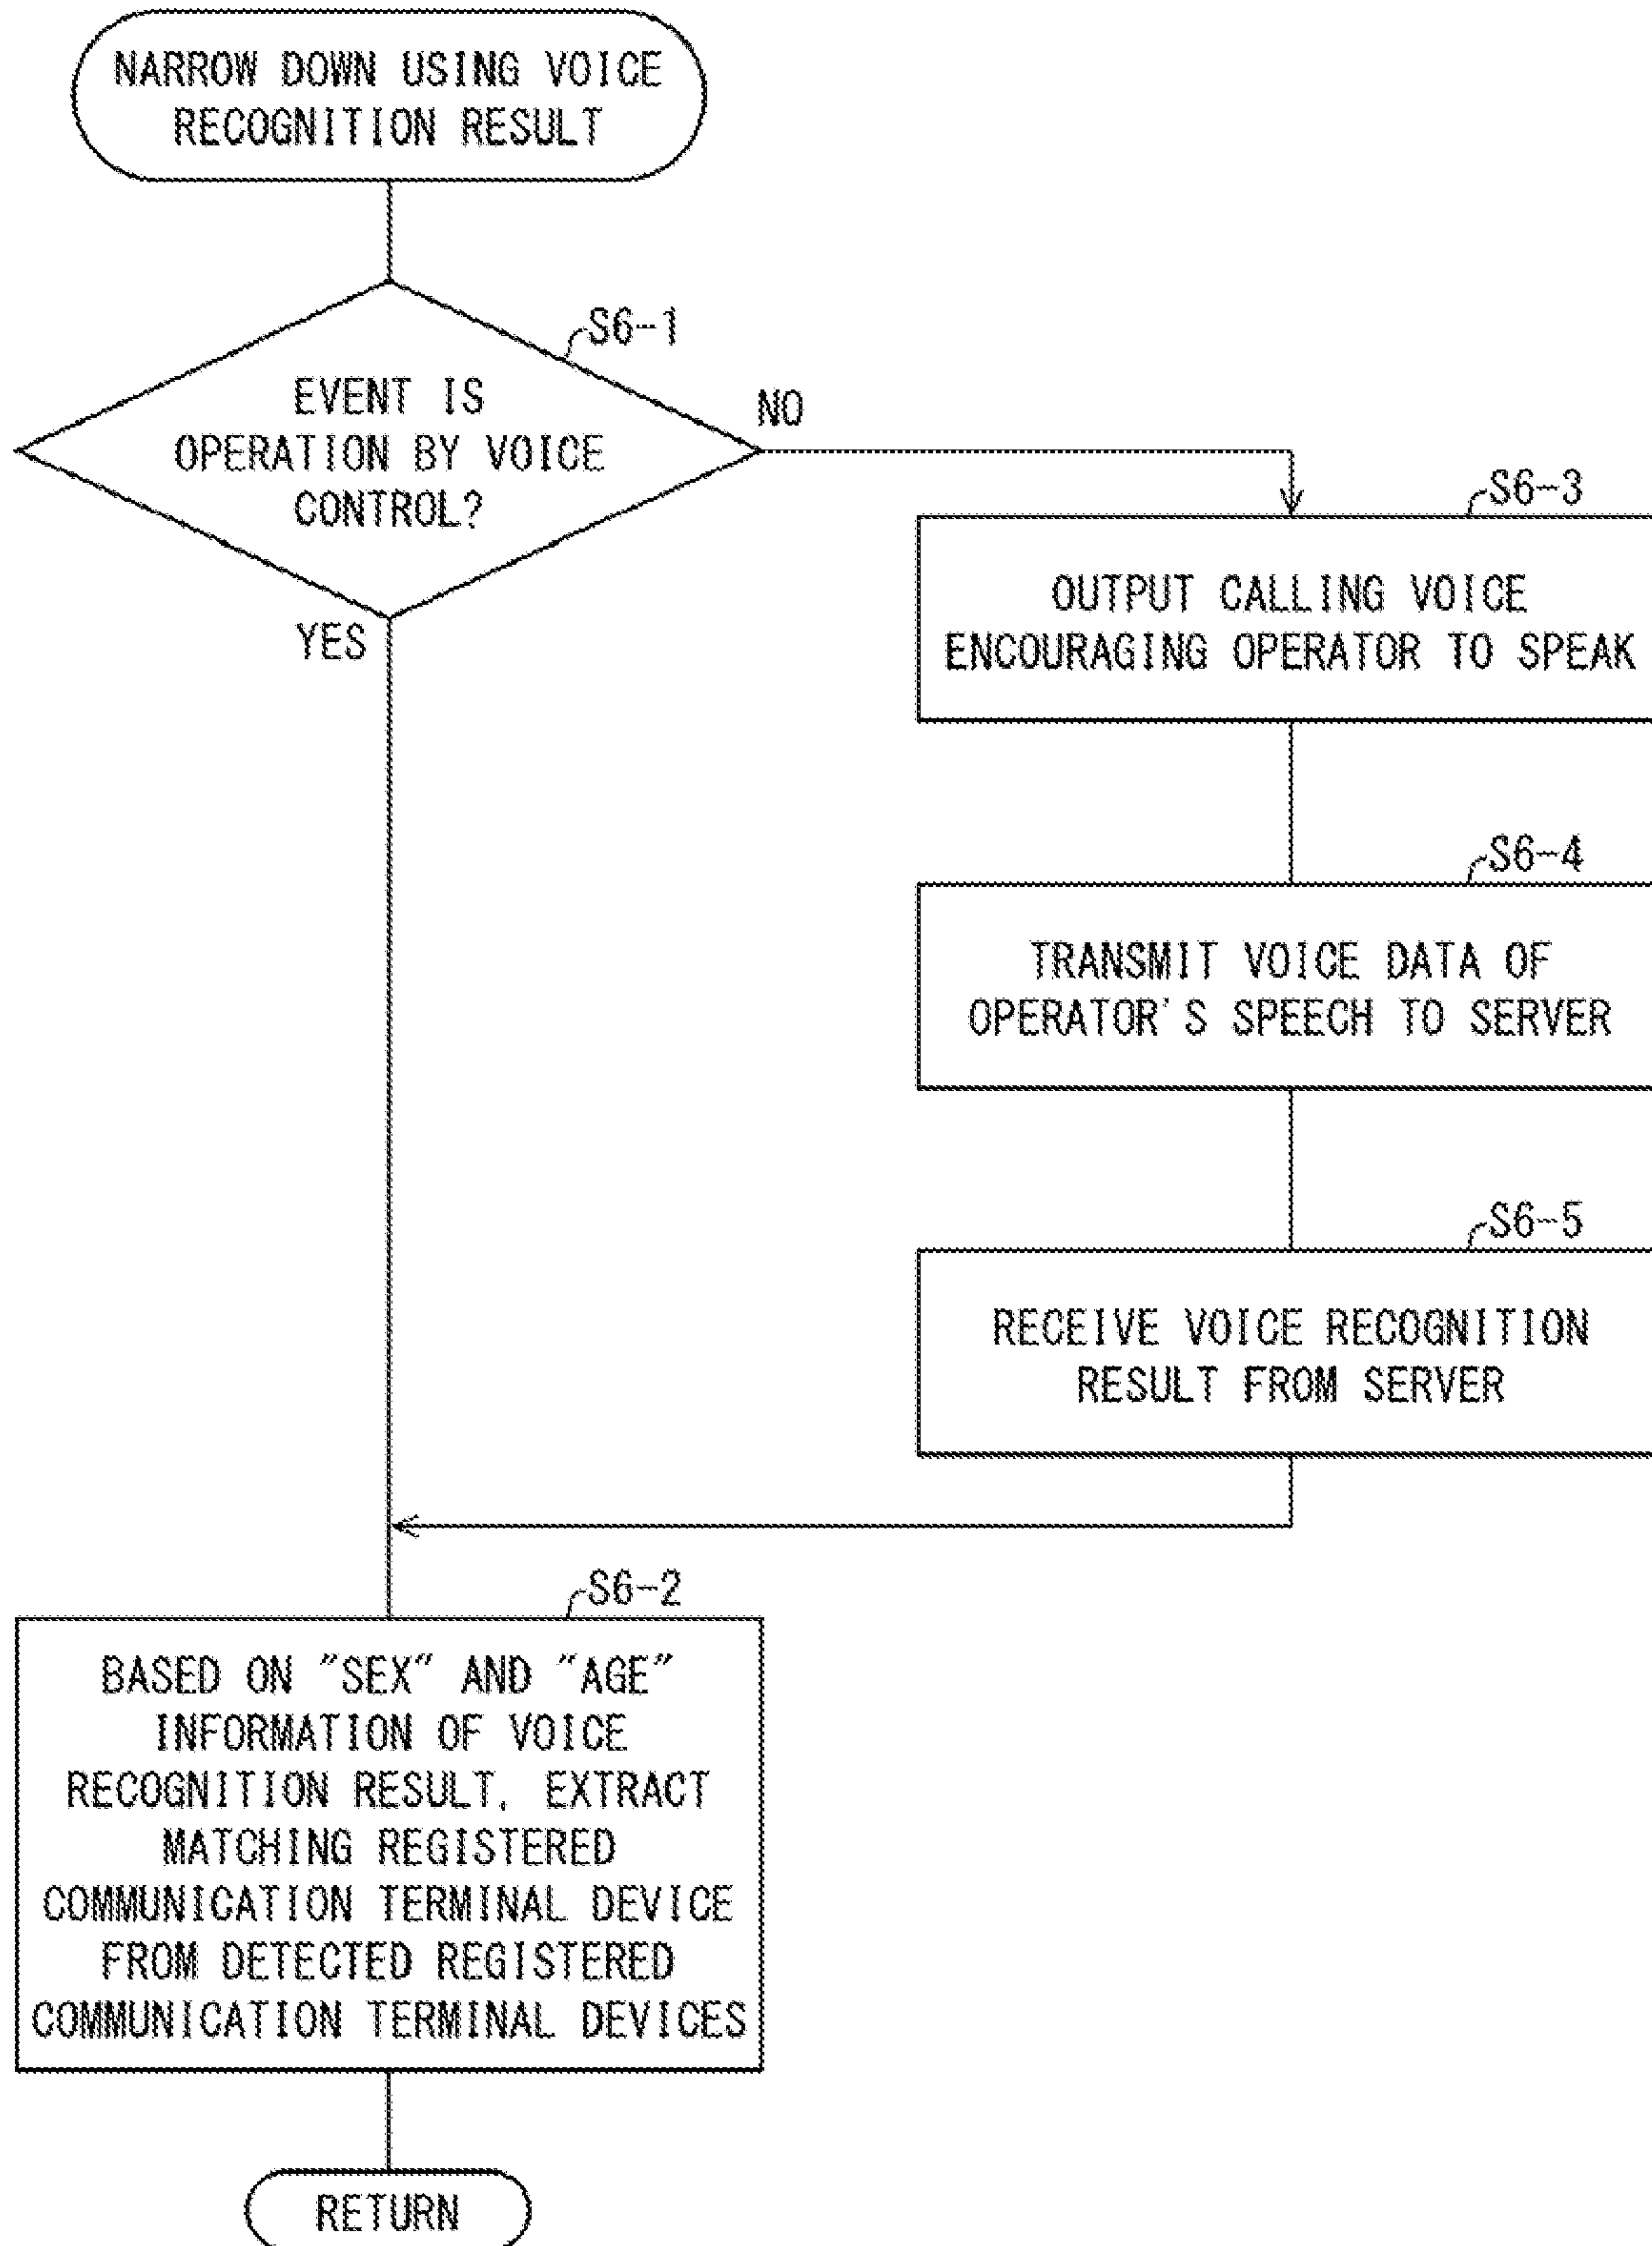 NARROW DOWN USING VOICE
RECOGNITION RESULT
S6-1
EVENT IS
OPERATION BY VOICE
CONTROL?
NO
YES
S6-3
OUTPUT CALLING VOICE
ENCOURAGING OPERATOR TO SPEAK
S6-4
TRANSMIT VOICE DATA OF
OPERATOR'S SPEECH TO SERVER
S6-5
RECEIVE VOICE RECOGNITION
RESULT FROM SERVER
S6-2
BASED ON "SEX" AND "AGE"
INFORMATION OF VOICE
RECOGNITION RESULT, EXTRACT
MATCHING REGISTERED
COMMUNICATION TERMINAL DEVICE
FROM DETECTED REGISTERED
COMMUNICATION TERMINAL DEVICES
RETURN